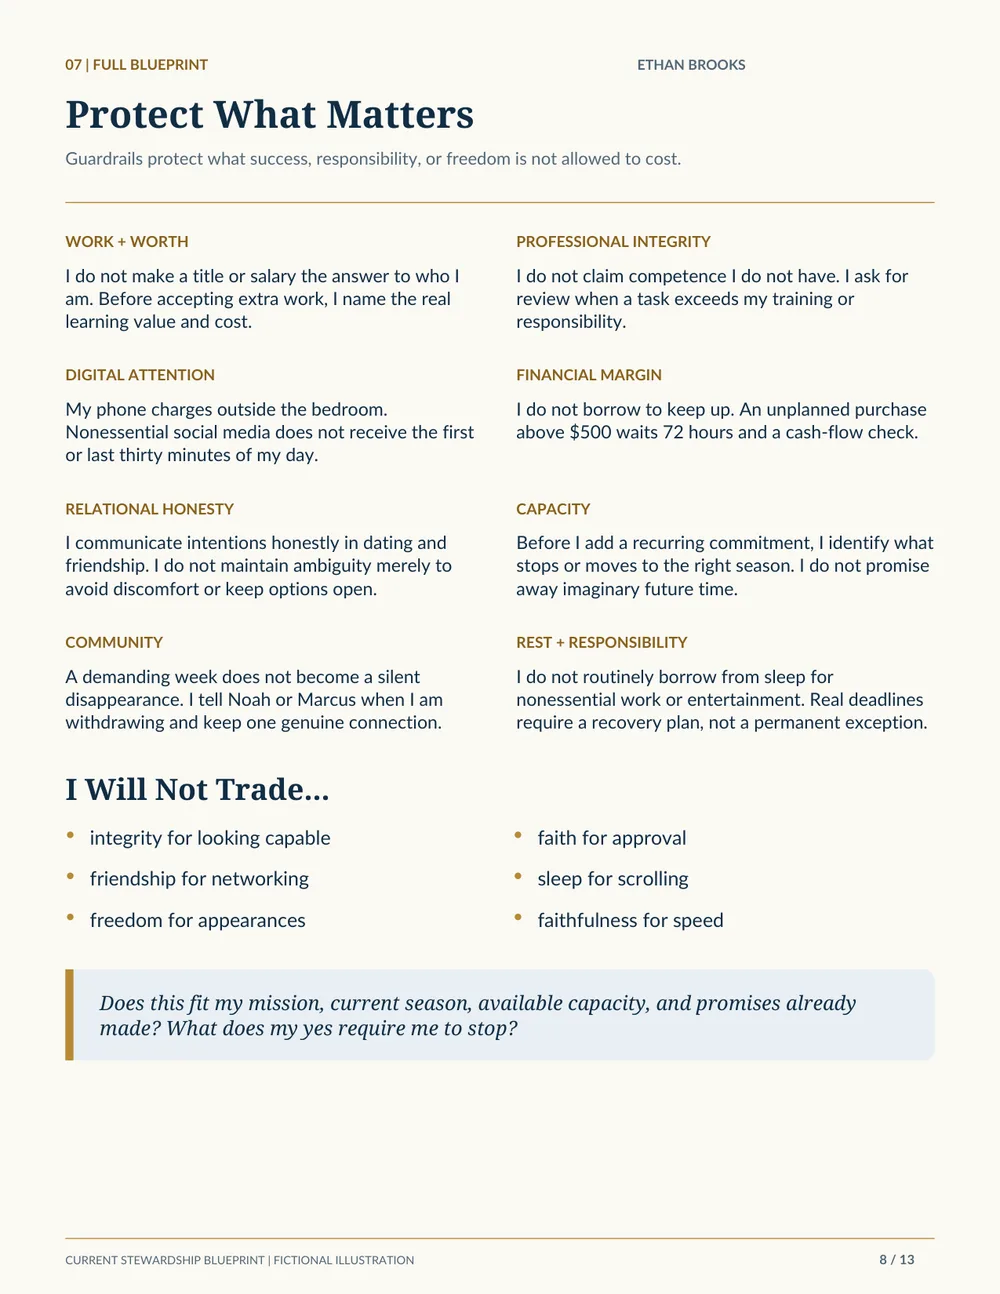 07 | FULL BLUEPRINT
ETHAN BROOKS
Protect What Matters
Guardrails protect what success, responsibility, or freedom is not allowed to cost.
WORK + WORTH
I do not make a title or salary the answer to who I
am. Before accepting extra work, I name the real
learning value and cost.
PROFESSIONAL INTEGRITY
I do not claim competence I do not have. I ask for
review when a task exceeds my training or
responsibility.
DIGITAL ATTENTION
My phone charges outside the bedroom.
Nonessential social media does not receive the first
or last thirty minutes of my day.
FINANCIAL MARGIN
I do not borrow to keep up. An unplanned purchase
above $500 waits 72 hours and a cash-flow check.
RELATIONAL HONESTY
I communicate intentions honestly in dating and
friendship. I do not maintain ambiguity merely to
avoid discomfort or keep options open.
CAPACITY
Before I add a recurring commitment, I identify what
stops or moves to the right season. I do not promise
away imaginary future time.
COMMUNITY
A demanding week does not become a silent
disappearance. I tell Noah or Marcus when I am
withdrawing and keep one genuine connection.
REST + RESPONSIBILITY
I do not routinely borrow from sleep for
nonessential work or entertainment. Real deadlines
require a recovery plan, not a permanent exception.
I Will Not Trade...
• integrity for looking capable
• friendship for networking
• freedom for appearances
• faith for approval
• sleep for scrolling
• faithfulness for speed
Does this fit my mission, current season, available capacity, and promises already
made? What does my yes require me to stop?
CURRENT STEWARDSHIP BLUEPRINT | FICTIONAL ILLUSTRATION
8 / 13